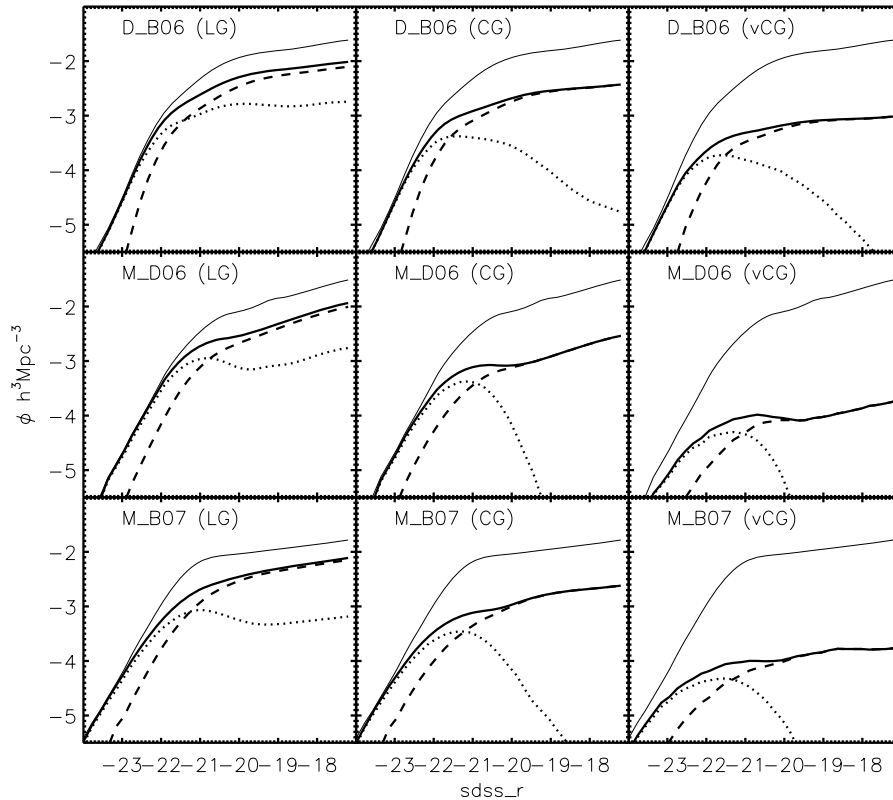 D_B06 (LG) D_B06 (CG) D_B06 (vCG)
-2
-3
-4
-5
M_D06 (LG) M_D06 (CG) M_D06 (vCG)
-2
-3
-4
-5
φ h³Mpc⁻³
M_B07 (LG) M_B07 (CG) M_B07 (vCG)
-2
-3
-4
-5
-23-22-21-20-19-18 -23-22-21-20-19-18 -23-22-21-20-19-18
sdss_r